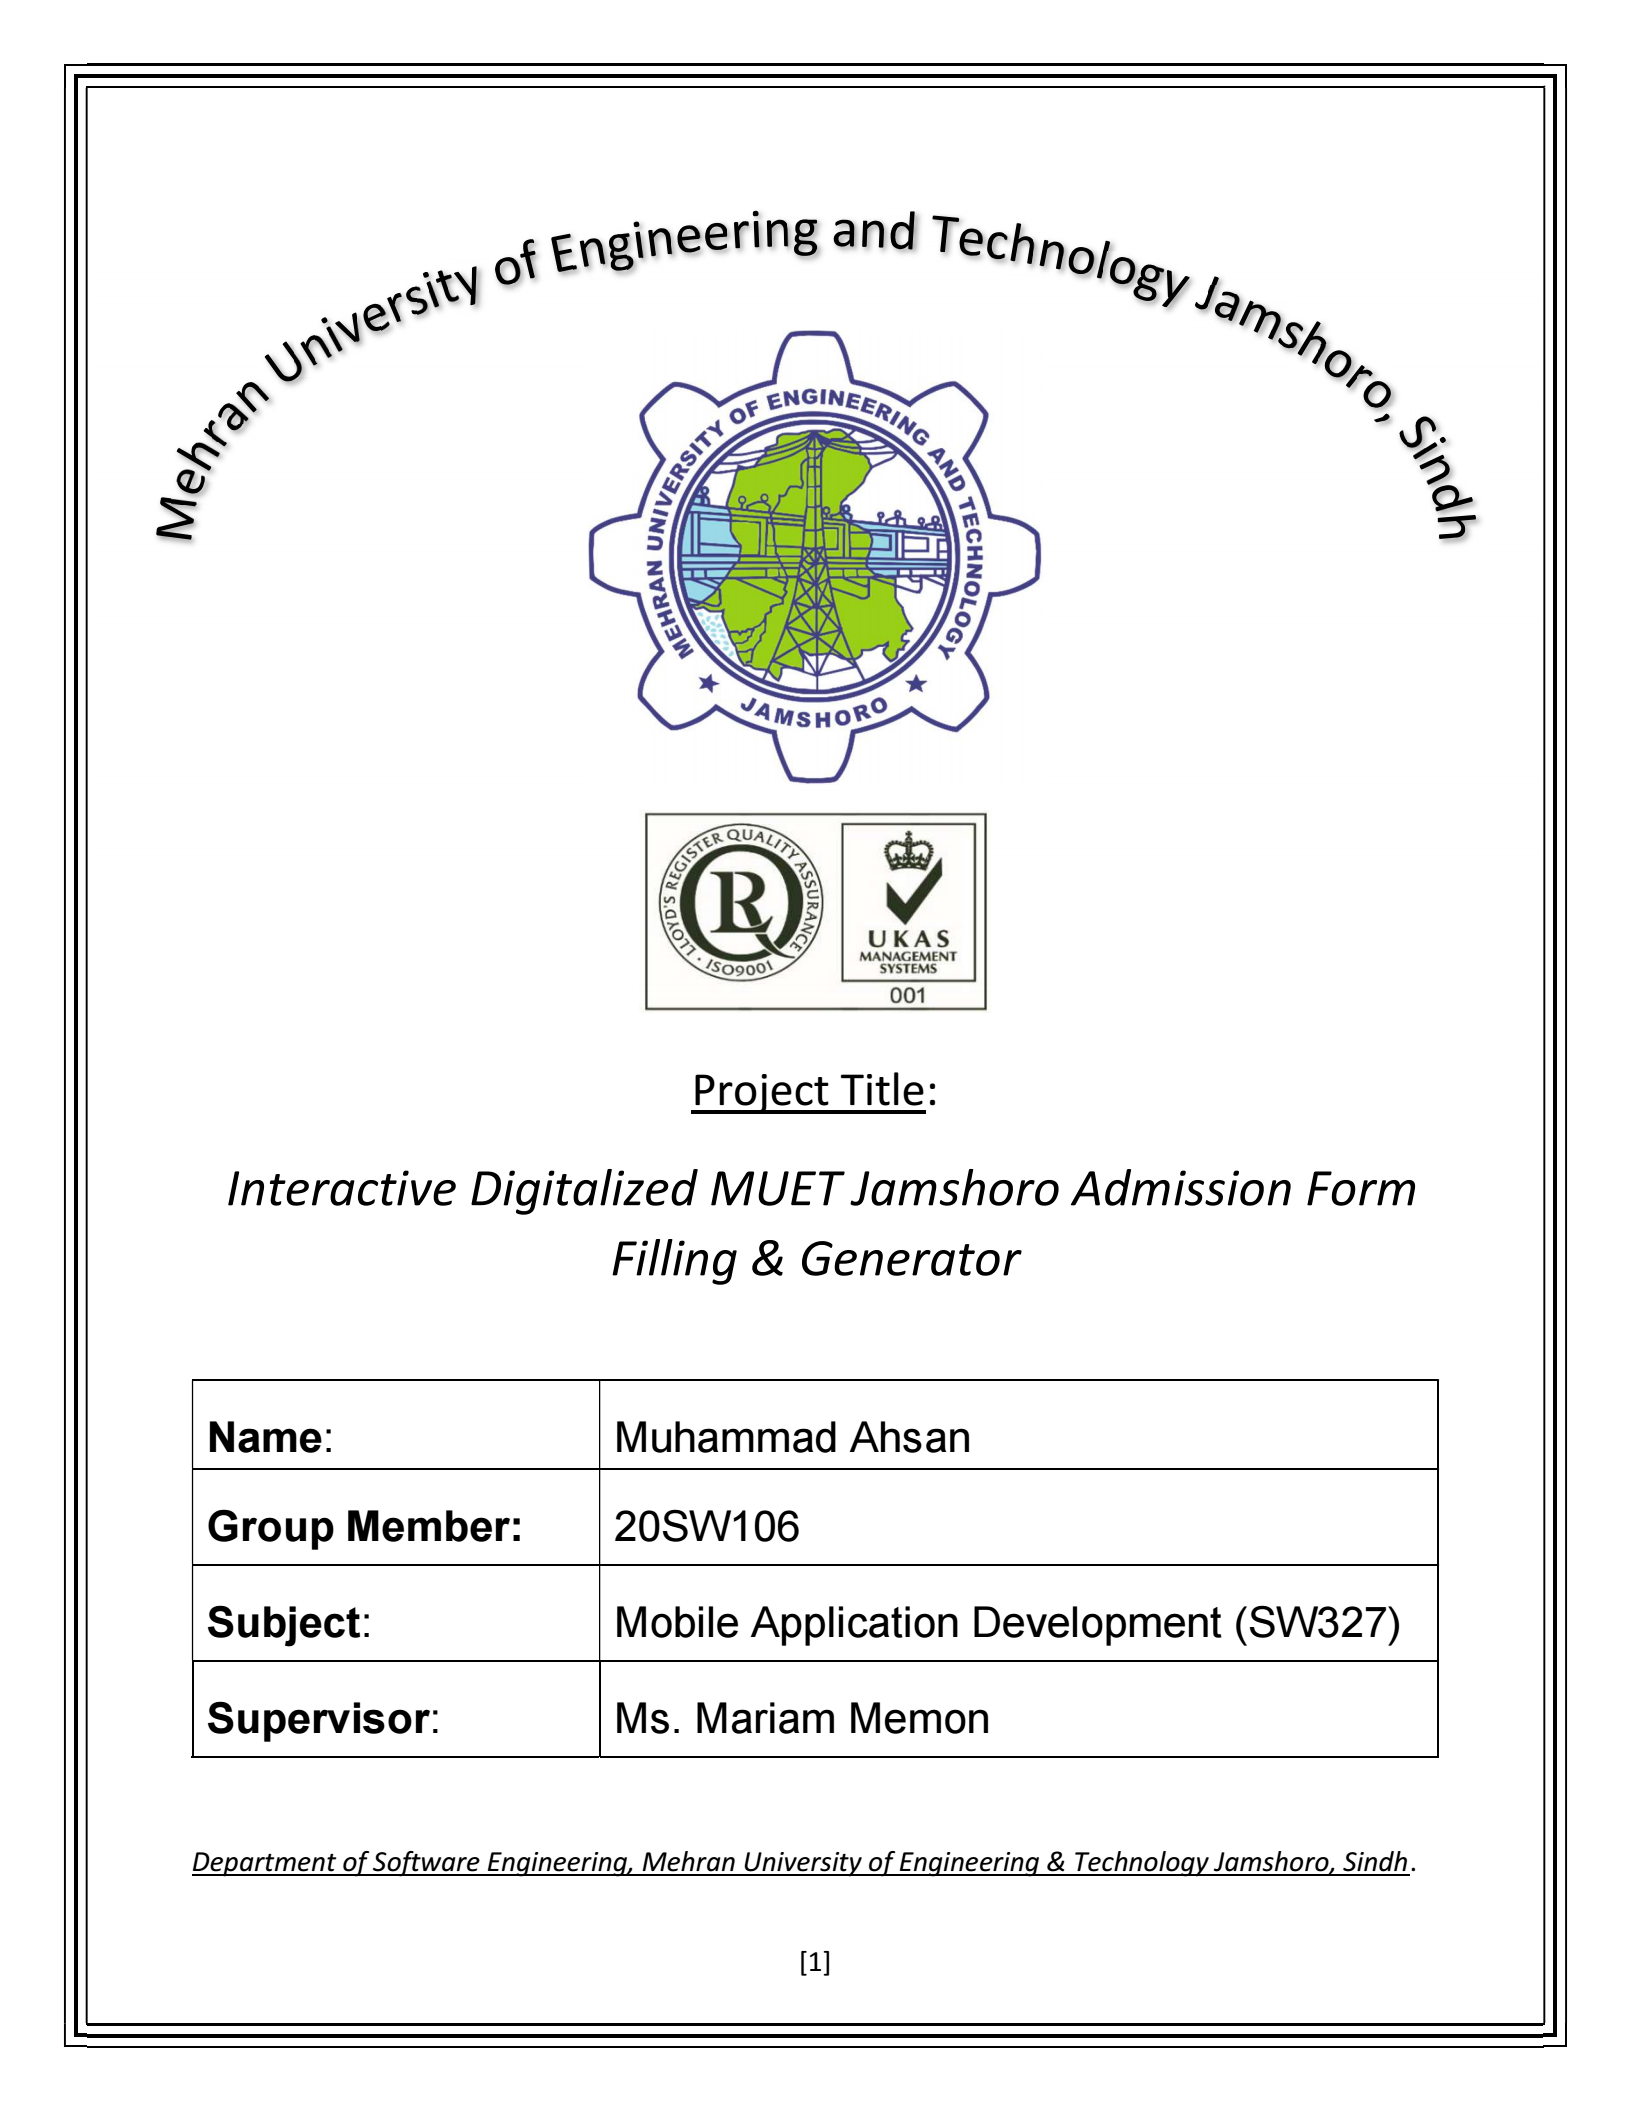 Mehran University of Engineering and Technology Jamshoro, Sindh
MEHRAN UNIVERSITY OF ENGINEERING AND TECHNOLOGY
★ JAMSHORO ★
LLOYD'S REGISTER QUALITY ASSURANCE
LRQ
· ISO9001 ·
UKAS
MANAGEMENT
SYSTEMS
001
Project Title:
Interactive Digitalized MUET Jamshoro Admission Form
Filling & Generator
Name: Muhammad Ahsan
Group Member: 20SW106
Subject: Mobile Application Development (SW327)
Supervisor: Ms. Mariam Memon
Department of Software Engineering, Mehran University of Engineering & Technology Jamshoro, Sindh.
[1]